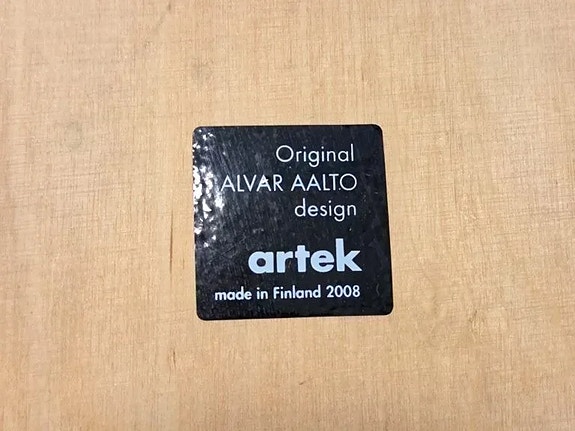 Original
ALVAR AALTO
design
artek
made in Finland 2008